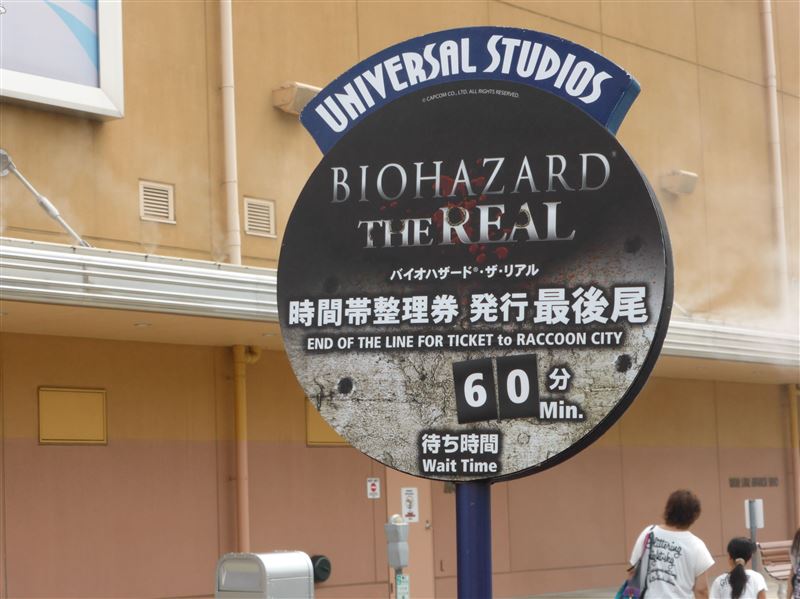 UNIVERSAL STUDIOS
© CAPCOM CO., LTD. ALL RIGHTS RESERVED.
BIOHAZARD®
THE REAL
バイオハザード®・ザ・リアル
時間帯整理券 発行 最後尾
END OF THE LINE FOR TICKET to RACCOON CITY
60分
Min.
待ち時間
Wait Time